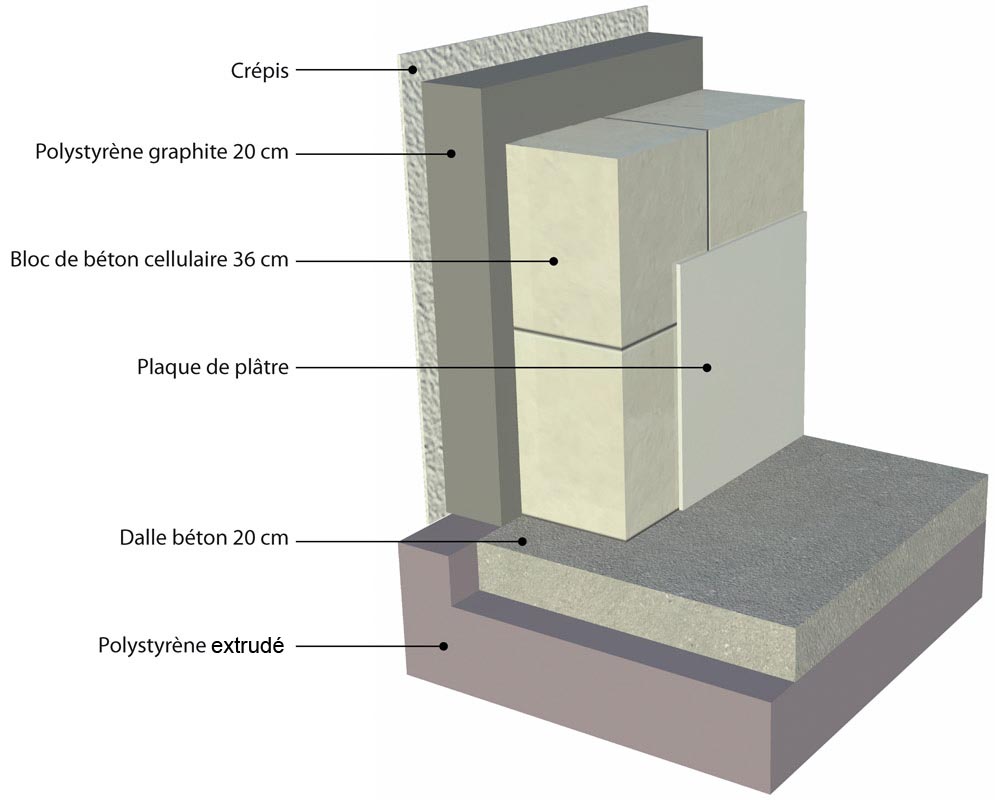 Crépis
Polystyrène graphite 20 cm
Bloc de béton cellulaire 36 cm
Plaque de plâtre
Dalle béton 20 cm
Polystyrène extrudé